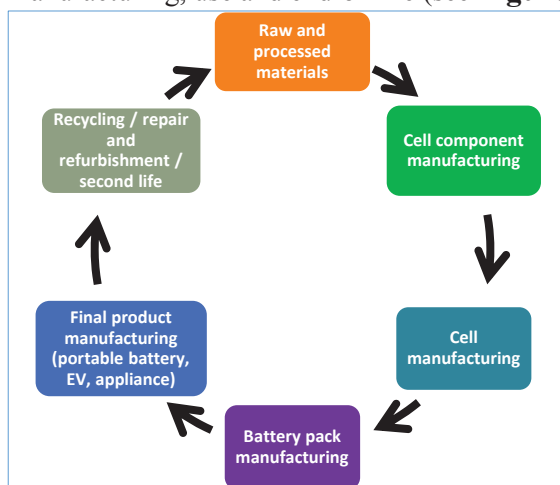 Raw and
processed
materials
Cell component
manufacturing
Cell
manufacturing
Battery pack
manufacturing
Final product
manufacturing
(portable battery,
EV, appliance)
Recycling / repair
and
refurbishment /
second life